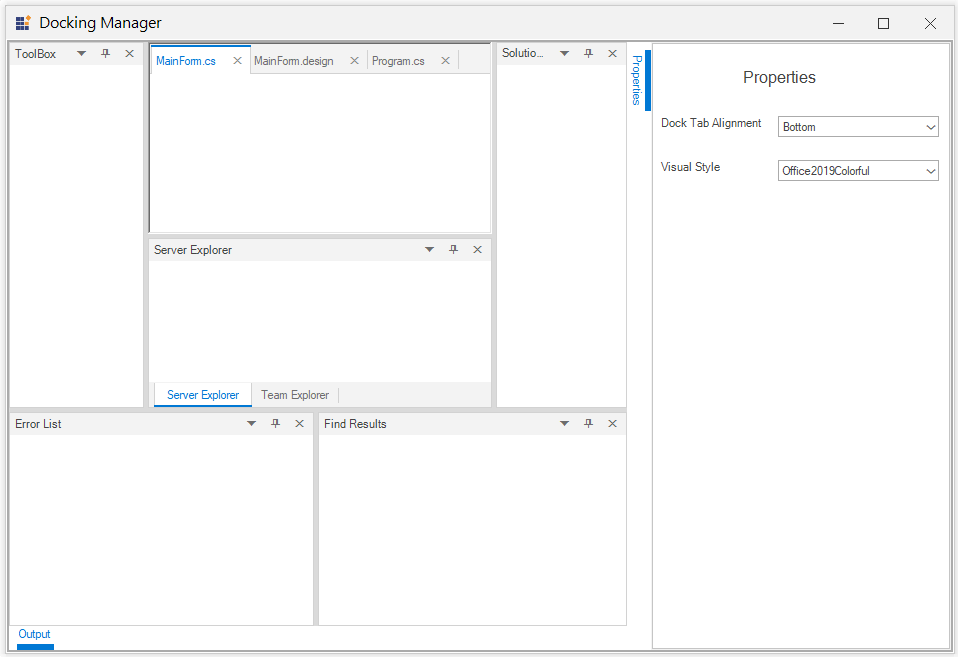 Docking Manager
ToolBox
MainForm.cs
MainForm.design
Program.cs
Solutio...
Properties
Properties
Dock Tab Alignment
Bottom
Visual Style
Office2019Colorful
Server Explorer
Server Explorer
Team Explorer
Error List
Find Results
Output